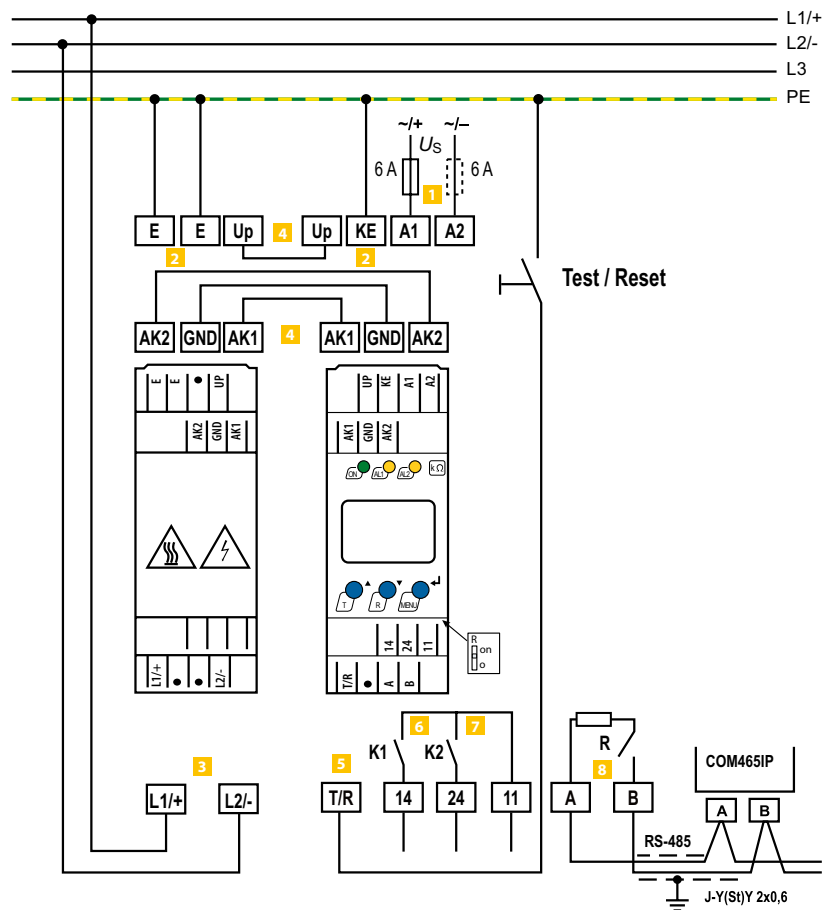 L1/+
L2/-
L3
PE
~/+ ~/–
US
6 A 6 A
1
E E Up 4 Up KE A1 A2
2 2
Test / Reset
AK2 GND AK1 4 AK1 GND AK2
E E • UP
AK2 GND AK1
UP KE A1 A2
AK1 GND AK2
ON AL1 AL2 kΩ
T R MENU
R
on
o
14 24 11
L1/+ • • L2/-
T/R • A B
3
5
6 7
K1 K2
R
8
COM465IP
L1/+ L2/- T/R 14 24 11 A B
A B
RS-485
J-Y(St)Y 2x0,6